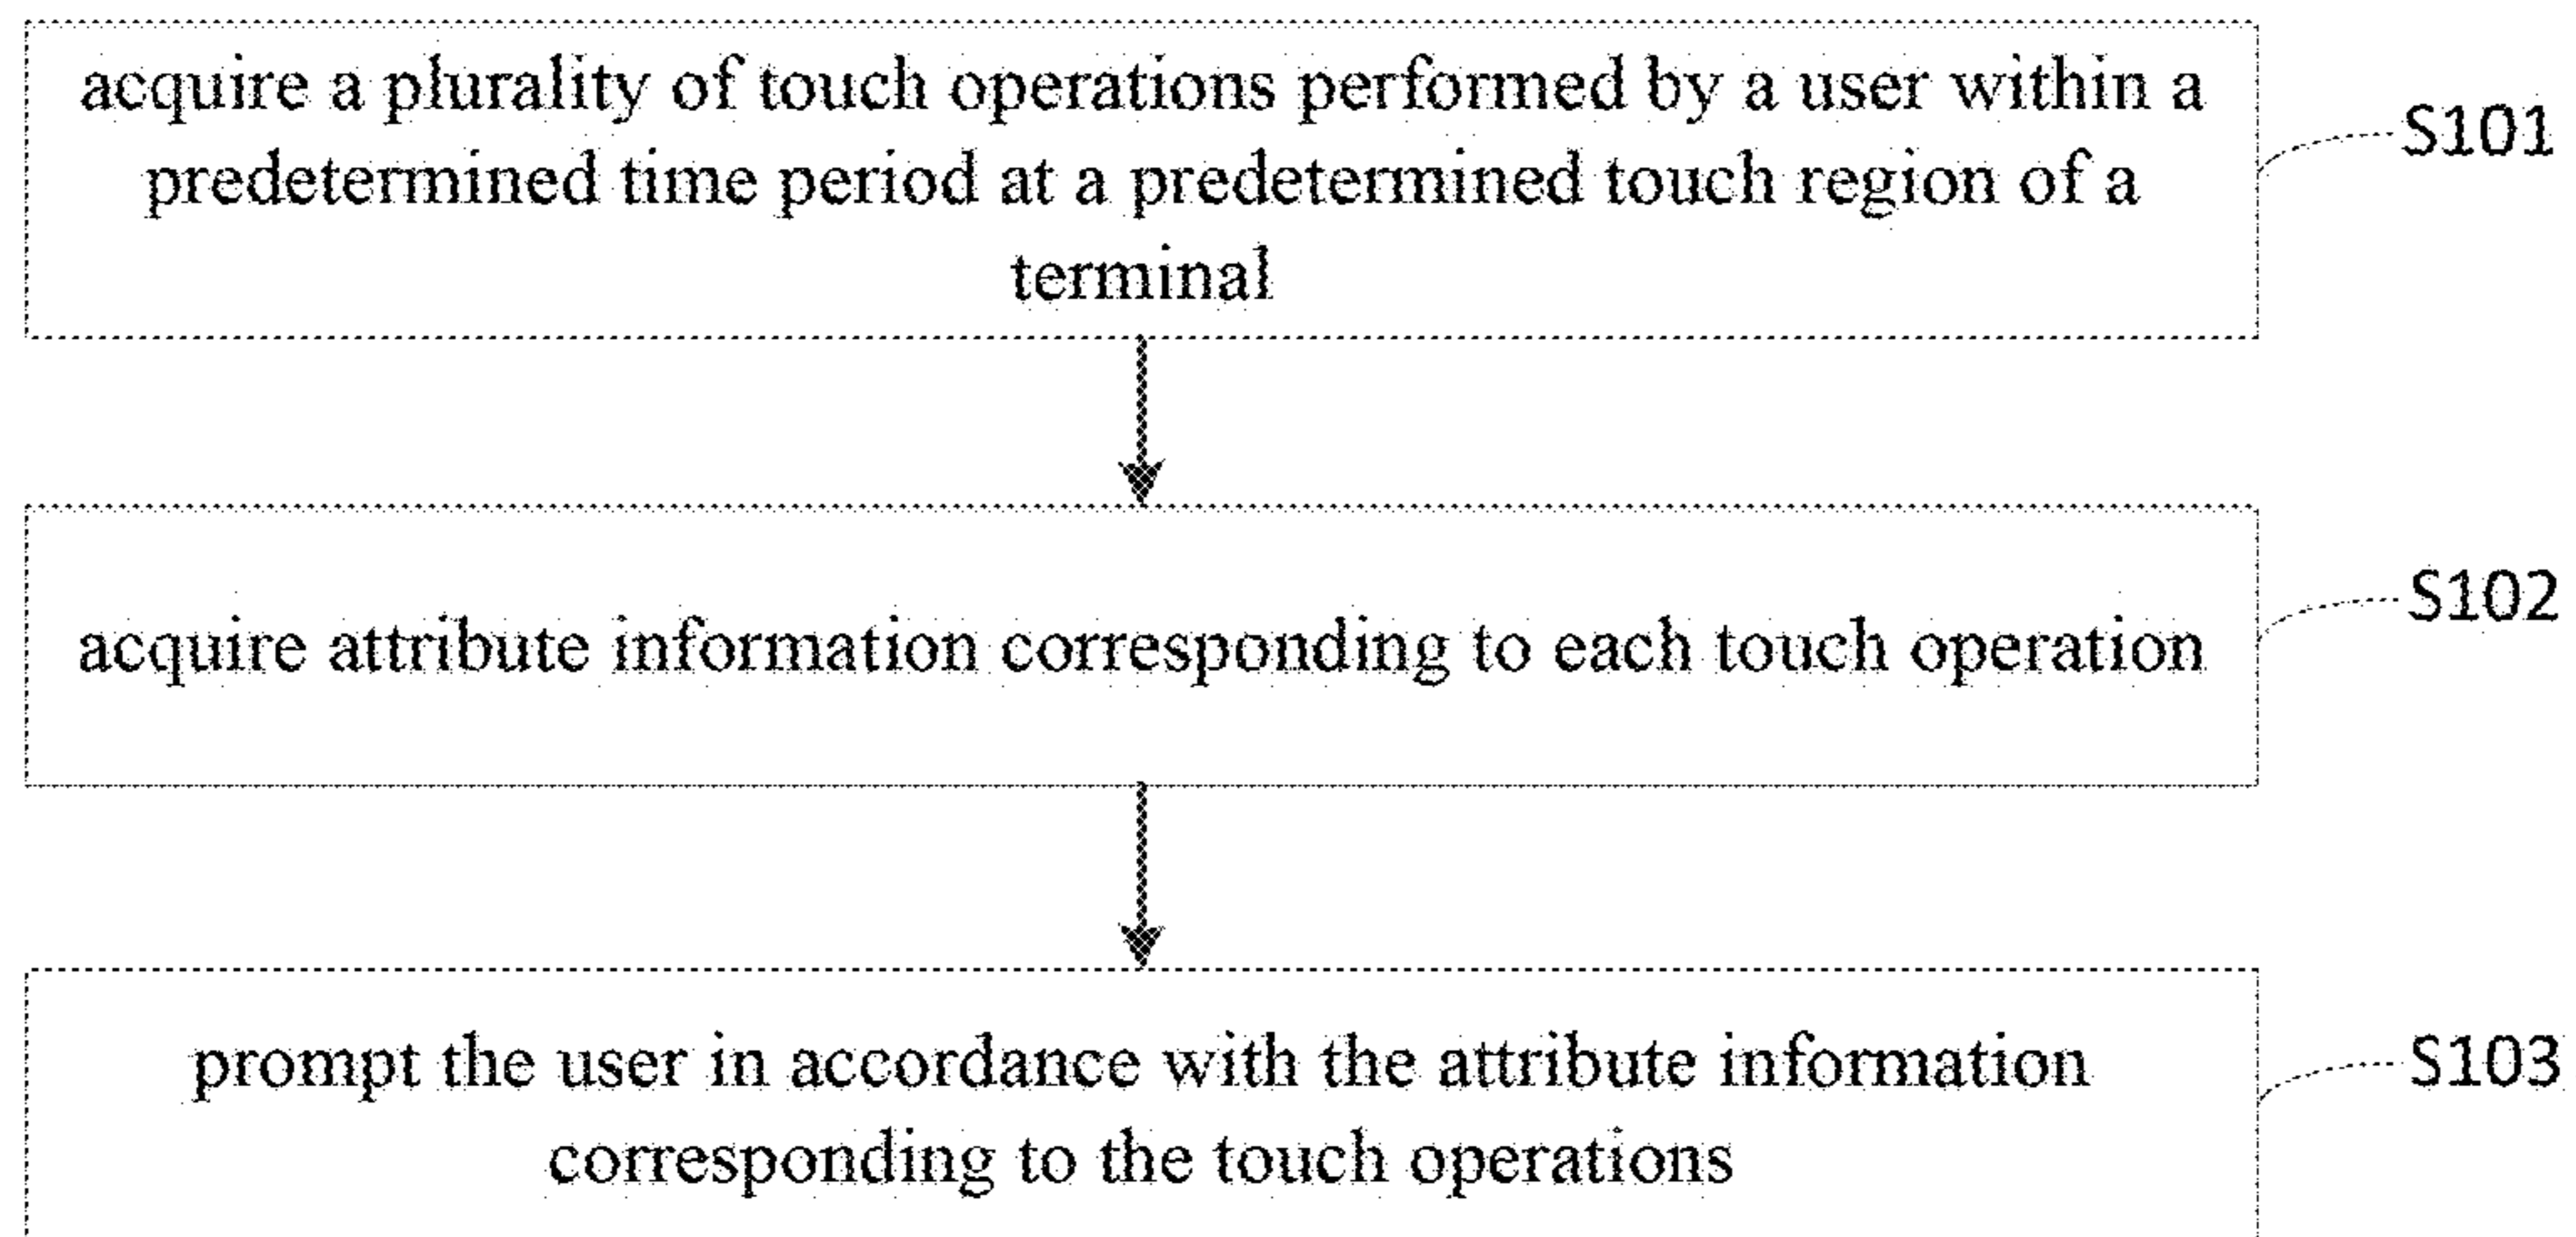 acquire a plurality of touch operations performed by a user within a
predetermined time period at a predetermined touch region of a
terminal
S101
acquire attribute information corresponding to each touch operation
S102
prompt the user in accordance with the attribute information
corresponding to the touch operations
S103